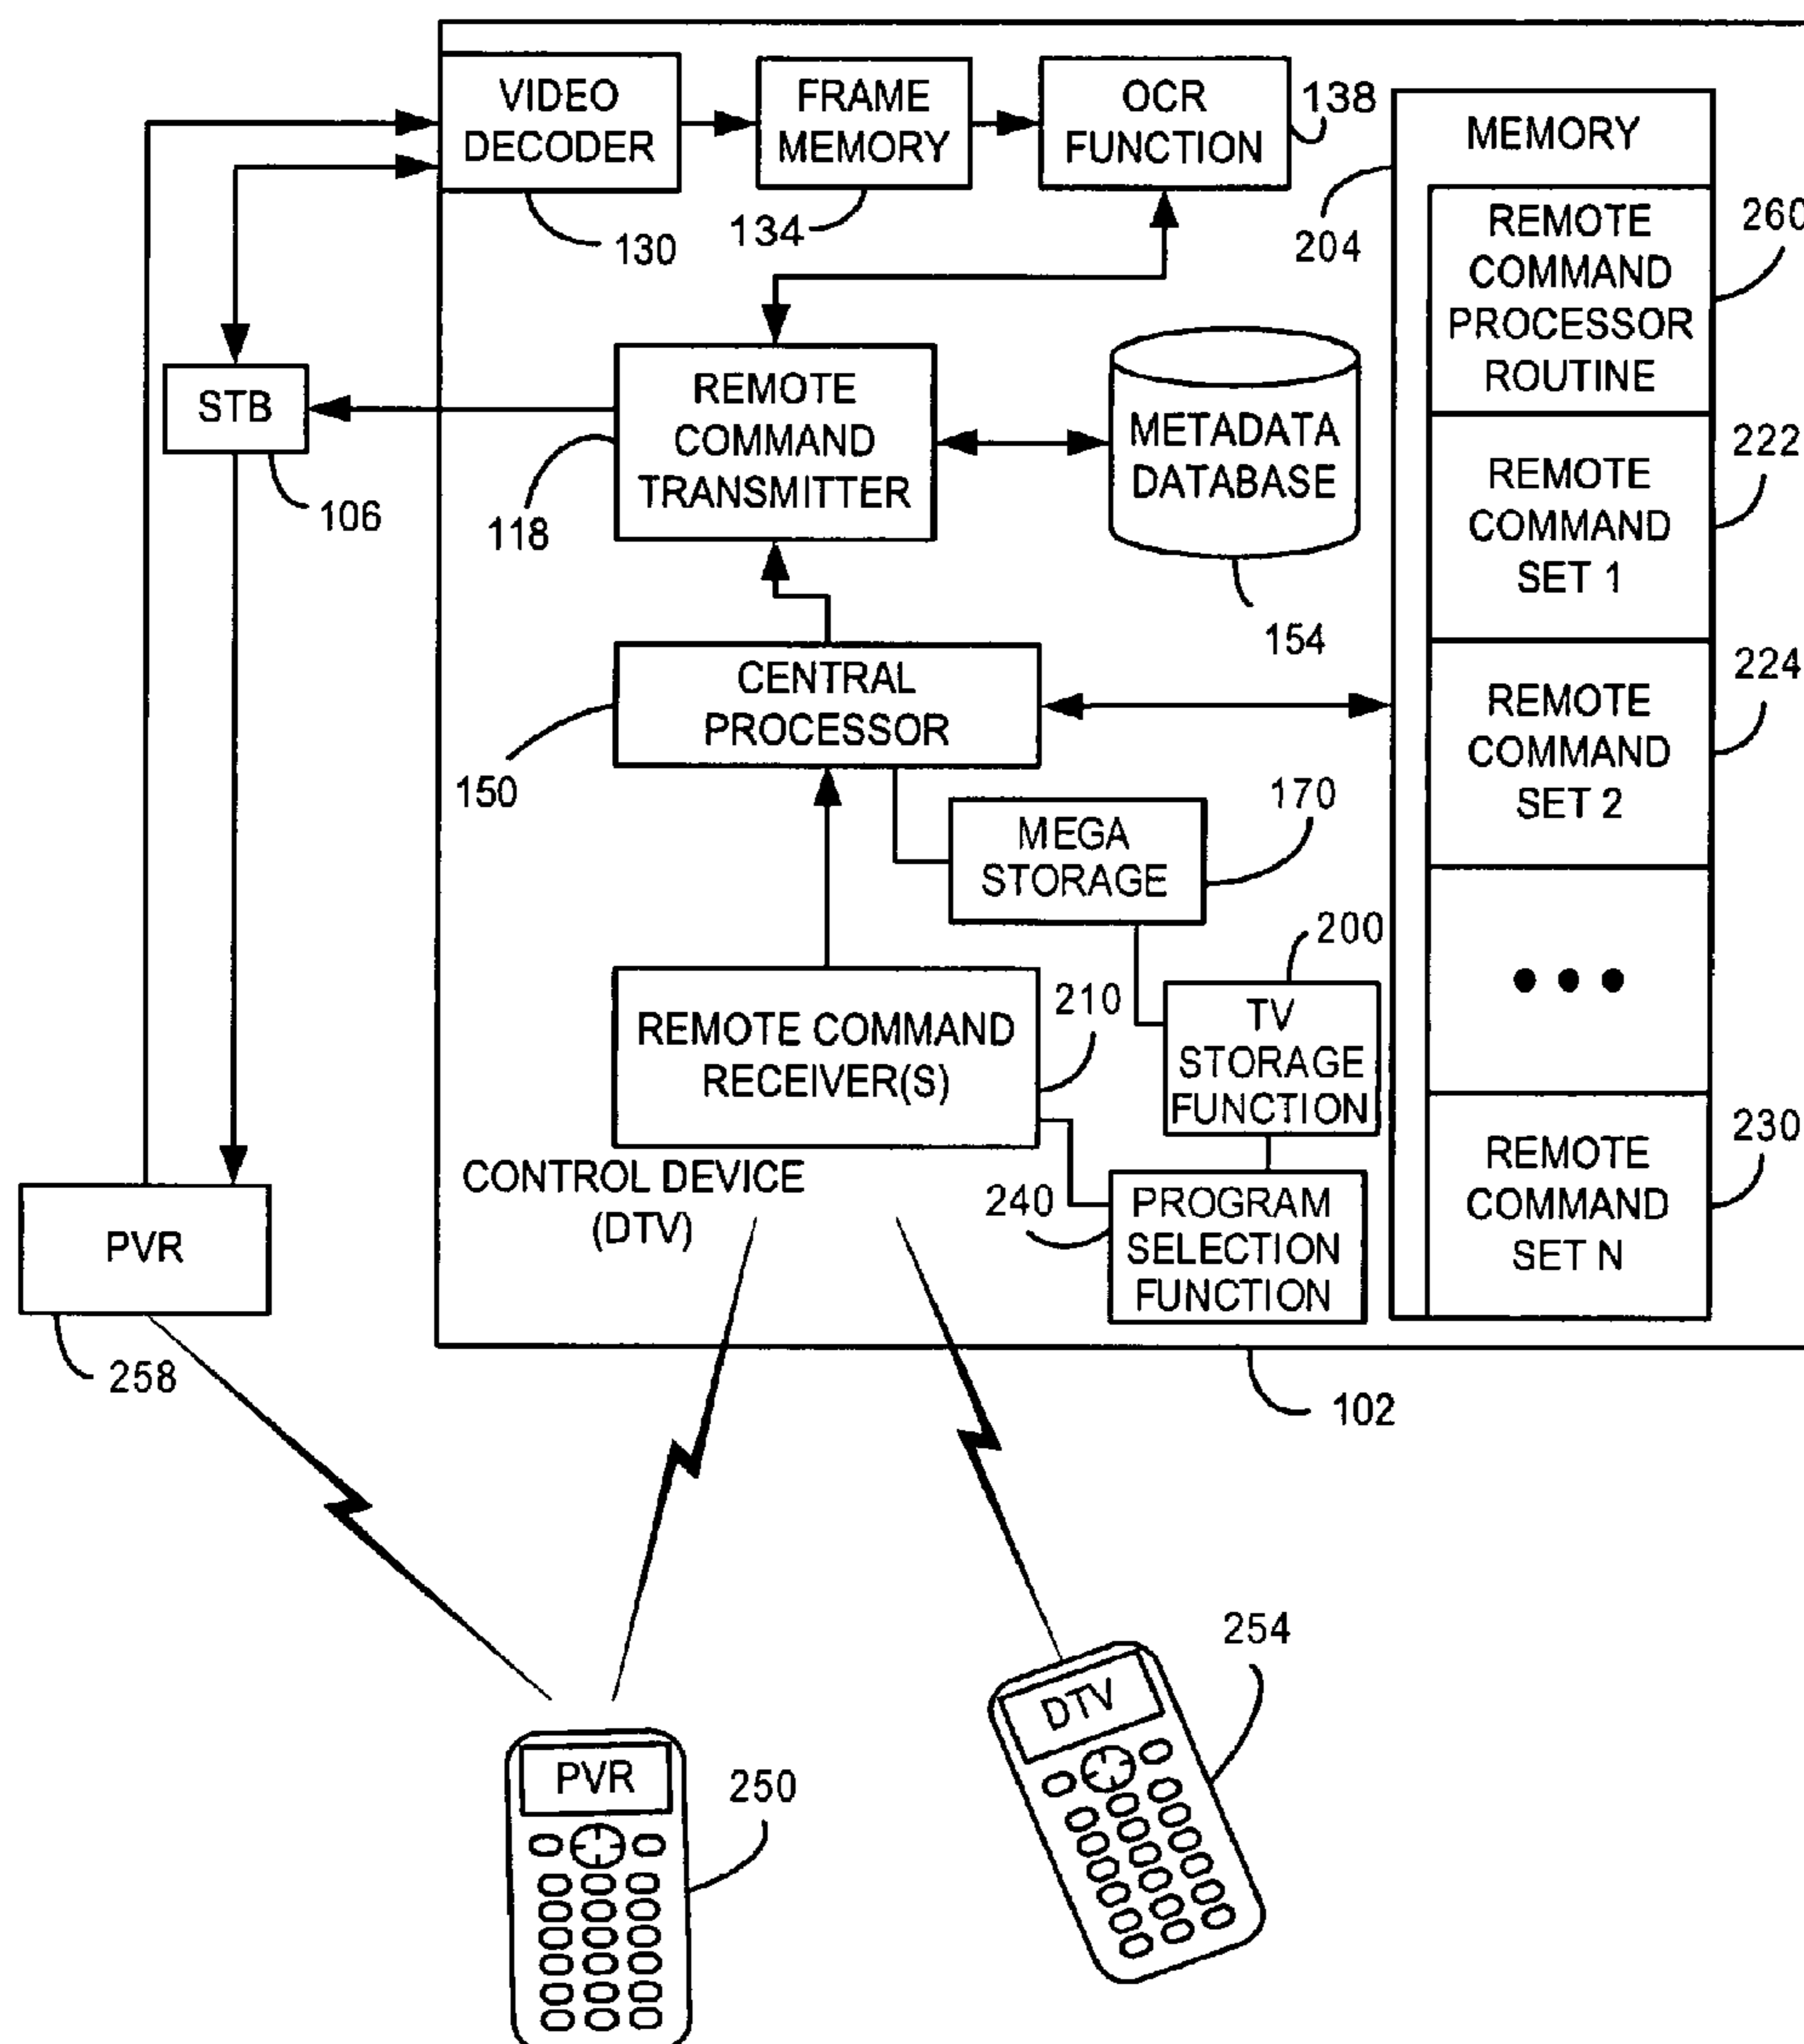 VIDEO
DECODER
130
FRAME
MEMORY
134
OCR
FUNCTION
138
MEMORY
204
REMOTE
COMMAND
PROCESSOR
ROUTINE
260
STB
106
REMOTE
COMMAND
TRANSMITTER
118
METADATA
DATABASE
154
REMOTE
COMMAND
SET 1
222
CENTRAL
PROCESSOR
150
REMOTE
COMMAND
SET 2
224
MEGA
STORAGE
170
200
TV
STORAGE
FUNCTION
REMOTE COMMAND
RECEIVER(S)
210
•••
REMOTE
COMMAND
SET N
230
CONTROL DEVICE
(DTV)
240
PROGRAM
SELECTION
FUNCTION
PVR
258
102
254
DTV
PVR
250